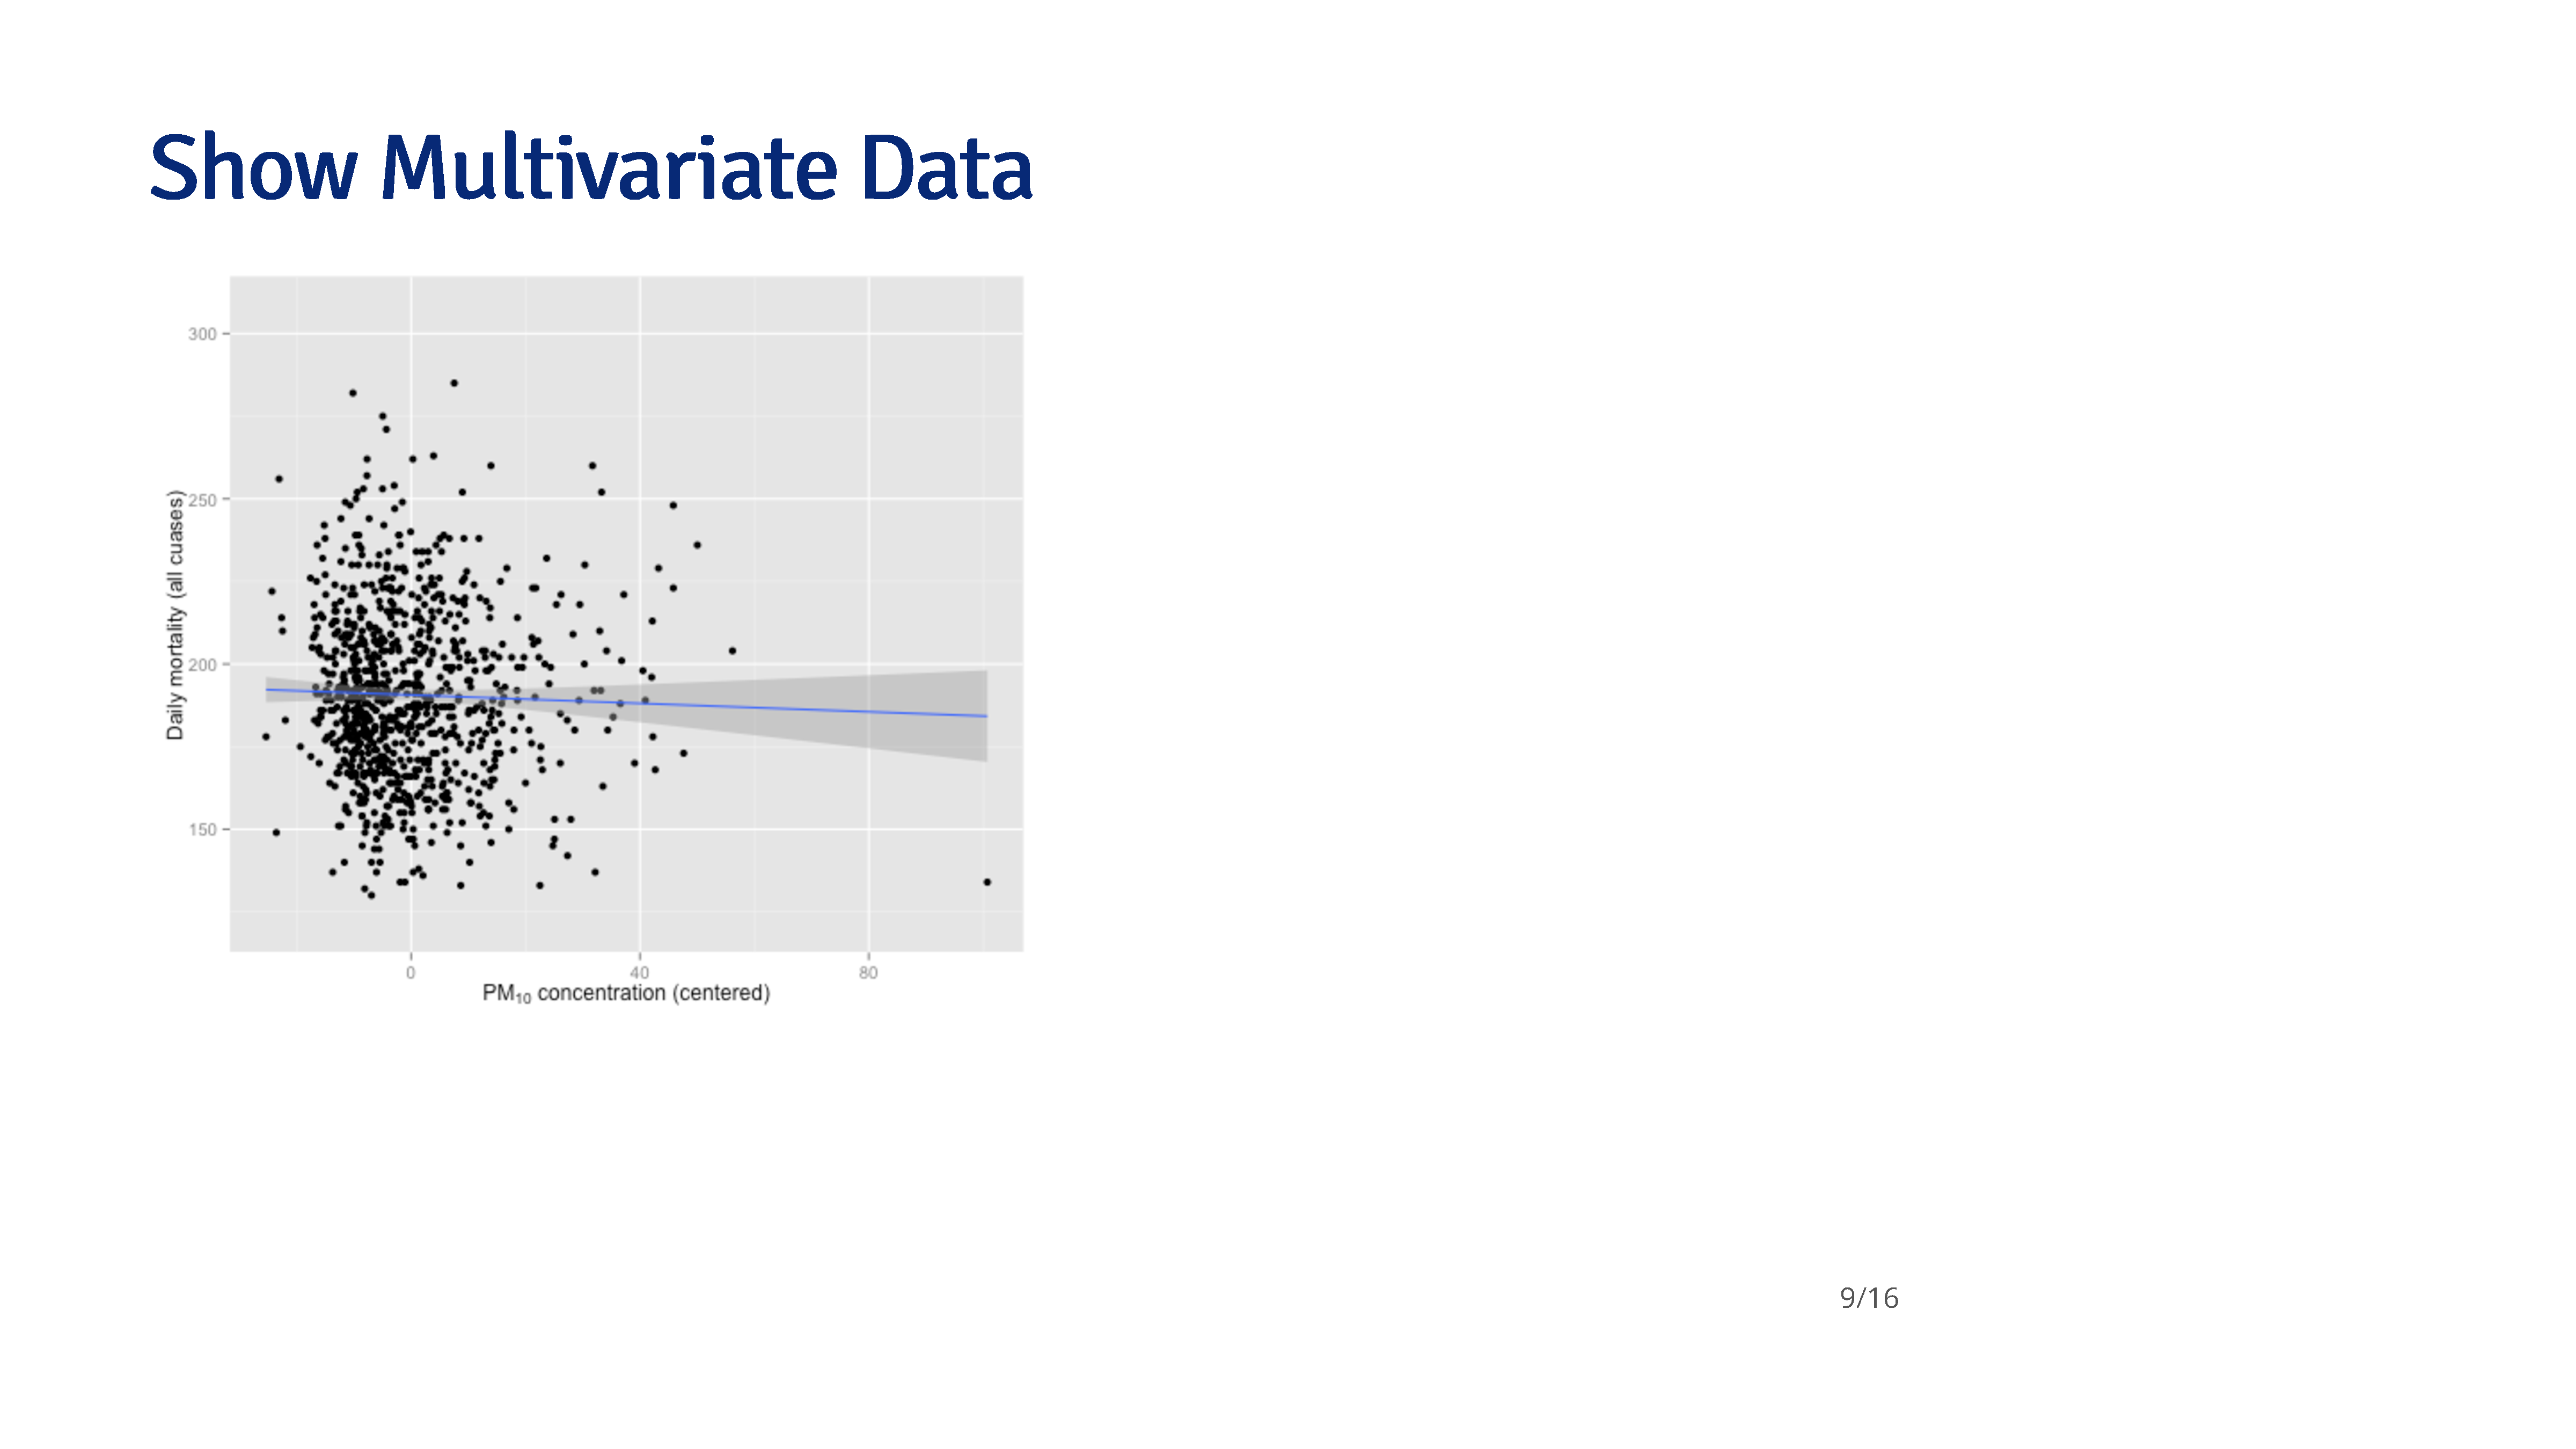 Show Multivariate Data
300
250
200
150
Daily mortality (all cuases)
0 40 80
PM₁₀ concentration (centered)
9/16